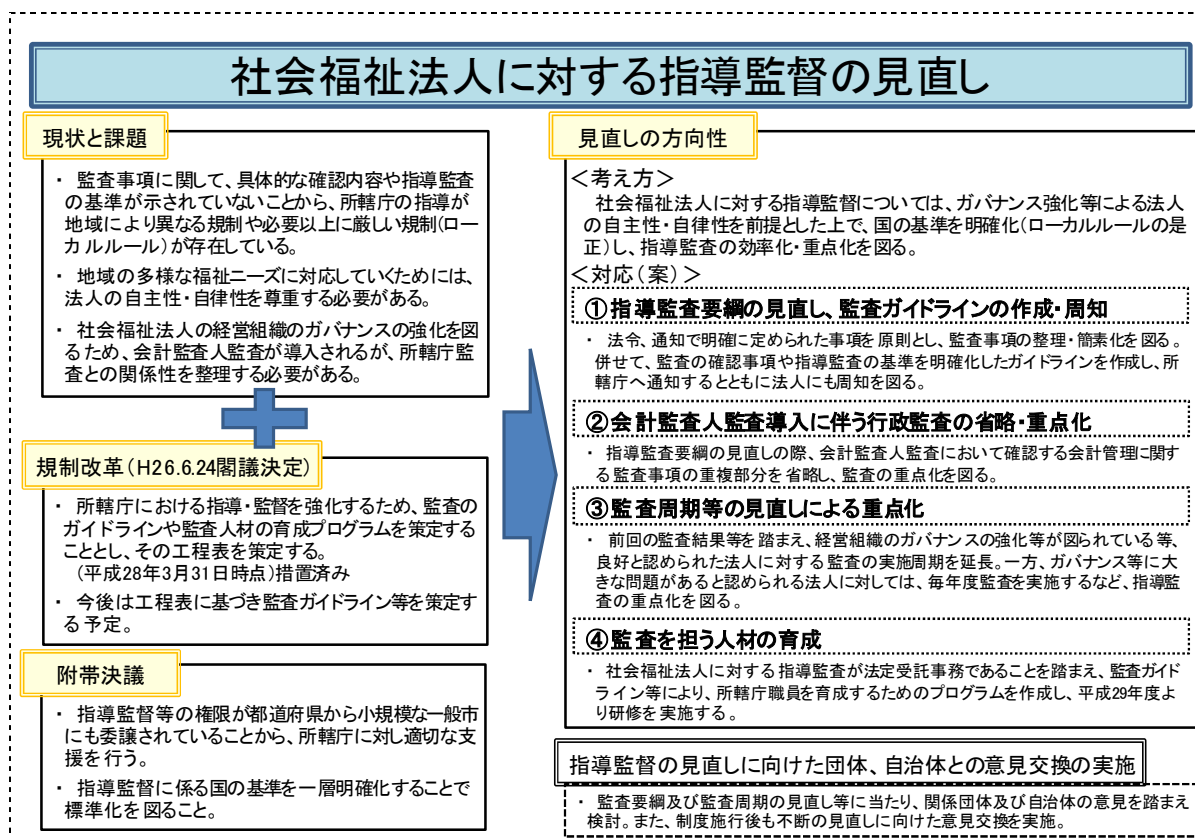 社会福祉法人に対する指導監督の見直し
現状と課題
・ 監査事項に関して、具体的な確認内容や指導監査
の基準が示されていないことから、所轄庁の指導が
地域により異なる規制や必要以上に厳しい規制(ロー
カルルール)が存在している。
・ 地域の多様な福祉ニーズに対応していくためには、
法人の自主性・自律性を尊重する必要がある。
・ 社会福祉法人の経営組織のガバナンスの強化を図
るため、会計監査人監査が導入されるが、所轄庁監
査との関係性を整理する必要がある。
規制改革(H26.6.24閣議決定)
・ 所轄庁における指導・監督を強化するため、監査の
ガイドラインや監査人材の育成プログラムを策定する
こととし、その工程表を策定する。
(平成28年3月31日時点)措置済み
・ 今後は工程表に基づき監査ガイドライン等を策定す
る予定。
附帯決議
・ 指導監督等の権限が都道府県から小規模な一般市
にも委譲されていることから、所轄庁に対し適切な支
援を行う。
・ 指導監督に係る国の基準を一層明確化することで
標準化を図ること。
見直しの方向性
＜考え方＞
社会福祉法人に対する指導監督については、ガバナンス強化等による法人
の自主性・自律性を前提とした上で、国の基準を明確化(ローカルルールの是
正)し、指導監査の効率化・重点化を図る。
＜対応(案)＞
①指導監査要綱の見直し、監査ガイドラインの作成・周知
・ 法令、通知で明確に定められた事項を原則とし、監査事項の整理・簡素化を図る。
併せて、監査の確認事項や指導監査の基準を明確化したガイドラインを作成し、所
轄庁へ通知するとともに法人にも周知を図る。
②会計監査人監査導入に伴う行政監査の省略・重点化
・ 指導監査要綱の見直しの際、会計監査人監査において確認する会計管理に関す
る監査事項の重複部分を省略し、監査の重点化を図る。
③監査周期等の見直しによる重点化
・ 前回の監査結果等を踏まえ、経営組織のガバナンスの強化等が図られている等、
良好と認められた法人に対する監査の実施周期を延長。一方、ガバナンス等に大
きな問題があると認められる法人に対しては、毎年度監査を実施するなど、指導監
査の重点化を図る。
④監査を担う人材の育成
・ 社会福祉法人に対する指導監査が法定受託事務であることを踏まえ、監査ガイド
ライン等により、所轄庁職員を育成するためのプログラムを作成し、平成29年度よ
り研修を実施する。
指導監督の見直しに向けた団体、自治体との意見交換の実施
・ 監査要綱及び監査周期の見直し等に当たり、関係団体及び自治体の意見を踏まえ
検討。また、制度施行後も不断の見直しに向けた意見交換を実施。